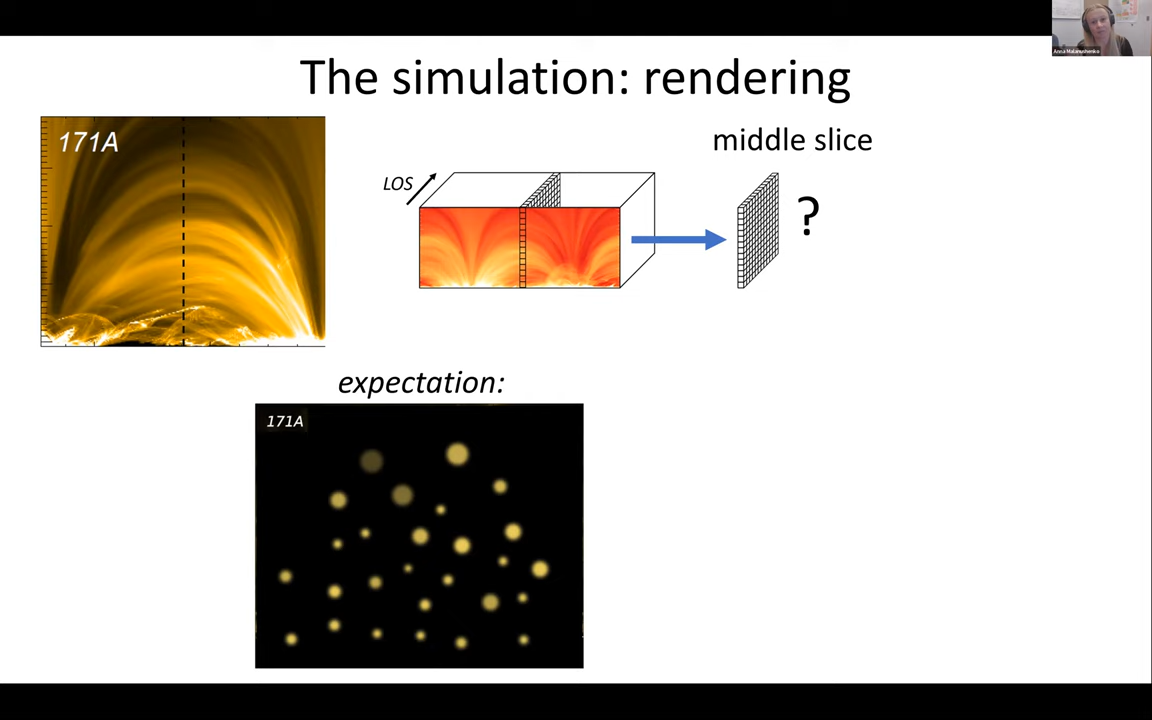 Anna Malanushenko
The simulation: rendering
171A
LOS
middle slice
?
expectation:
171A